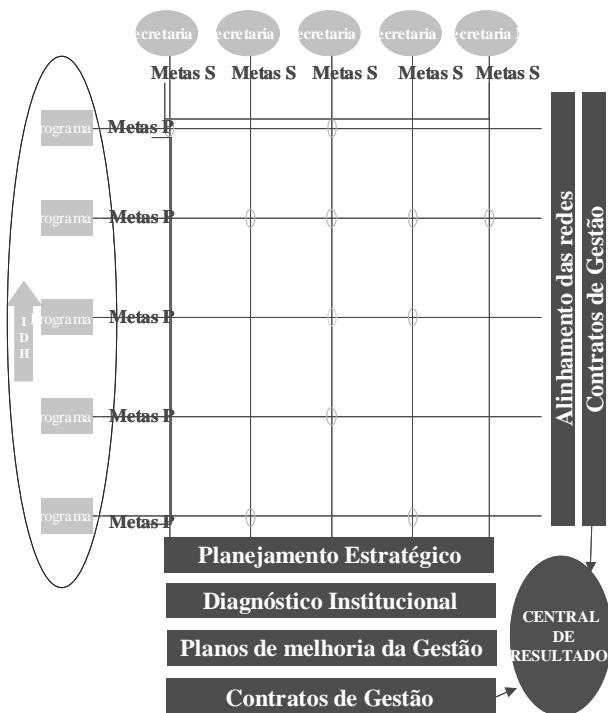 ecretaria ecretaria ecretaria ecretaria ecretaria
Metas S Metas S Metas S Metas S Metas S
rograma Metas P
rograma Metas P
rograma Metas P
rograma Metas P
rograma Metas P
I
D
H
Alinhamento das redes
Contratos de Gestão
Planejamento Estratégico
Diagnóstico Institucional
Planos de melhoria da Gestão
Contratos de Gestão
CENTRAL
DE
RESULTADO